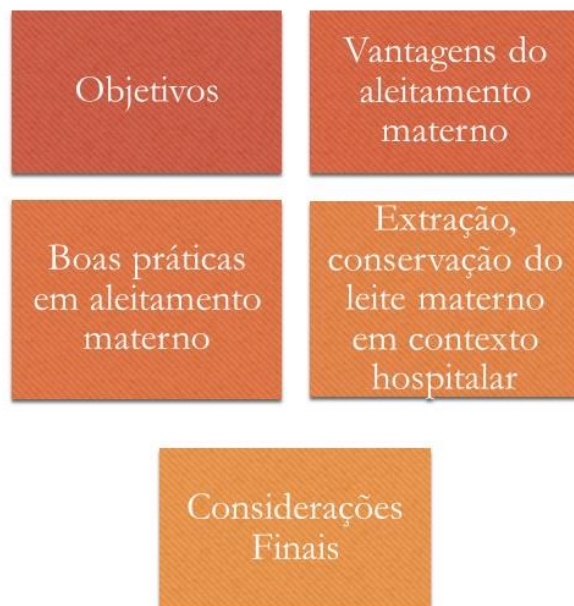 Objetivos
Vantagens do
aleitamento
materno
Boas práticas
em aleitamento
materno
Extração,
conservação do
leite materno
em contexto
hospitalar
Considerações
Finais